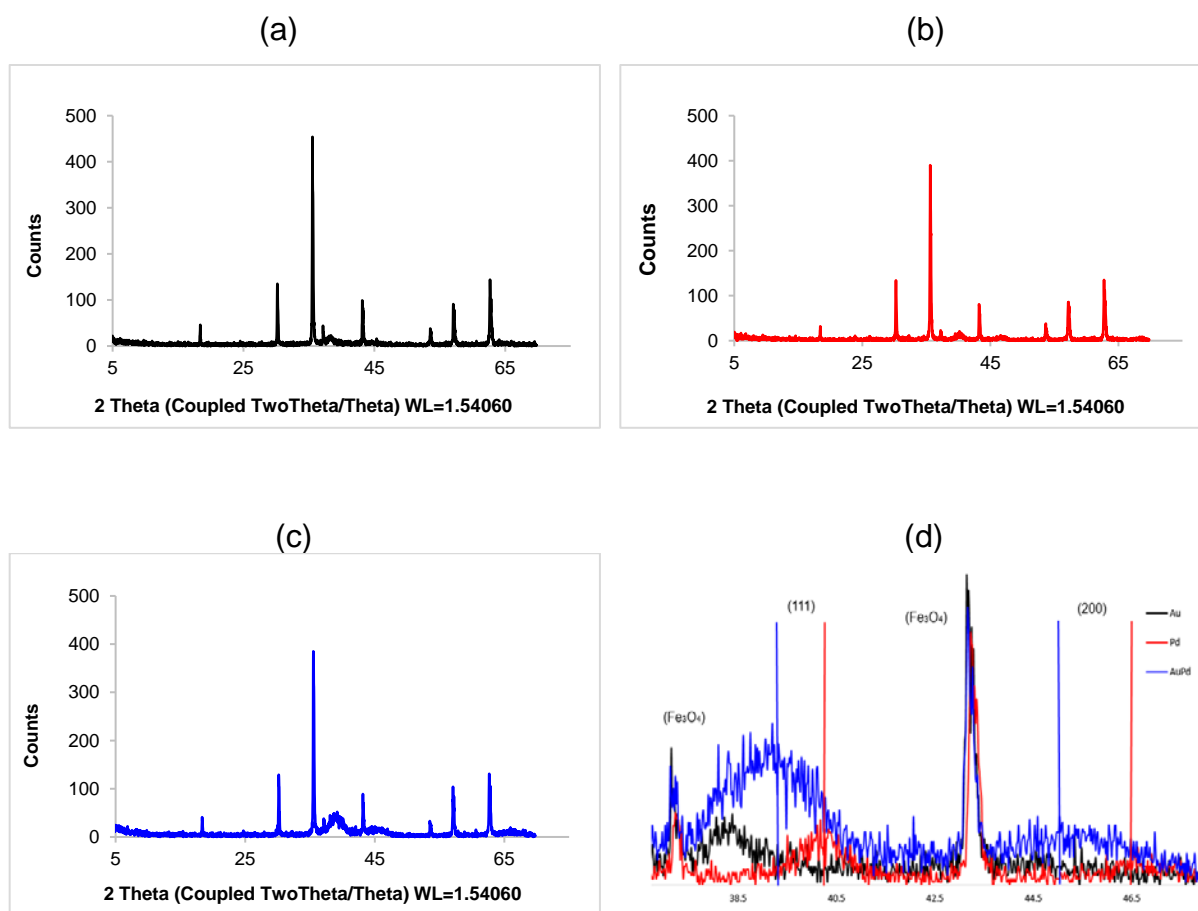 (a)
500
400
300
200
100
0
Counts
5 25 45 65
2 Theta (Coupled TwoTheta/Theta) WL=1.54060
(b)
500
400
300
200
100
0
Counts
5 25 45 65
2 Theta (Coupled TwoTheta/Theta) WL=1.54060
(c)
500
400
300
200
100
0
Counts
5 25 45 65
2 Theta (Coupled TwoTheta/Theta) WL=1.54060
(d)
(111)
(Fe₃O₄)
(200)
Au
Pd
AuPd
(Fe₃O₄)
38.5 40.5 42.5 44.5 46.5